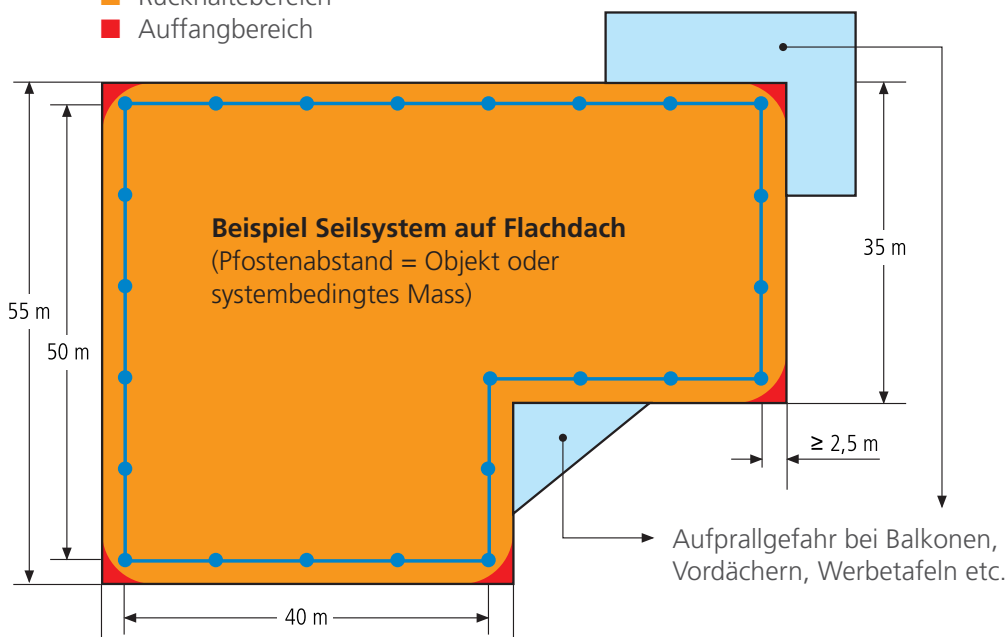 Rückhaltebereich
Auffangbereich
Beispiel Seilsystem auf Flachdach
(Pfostenabstand = Objekt oder
systembedingtes Mass)
35 m
55 m
50 m
≥ 2,5 m
Aufprallgefahr bei Balkonen,
Vordächern, Werbetafeln etc.
40 m